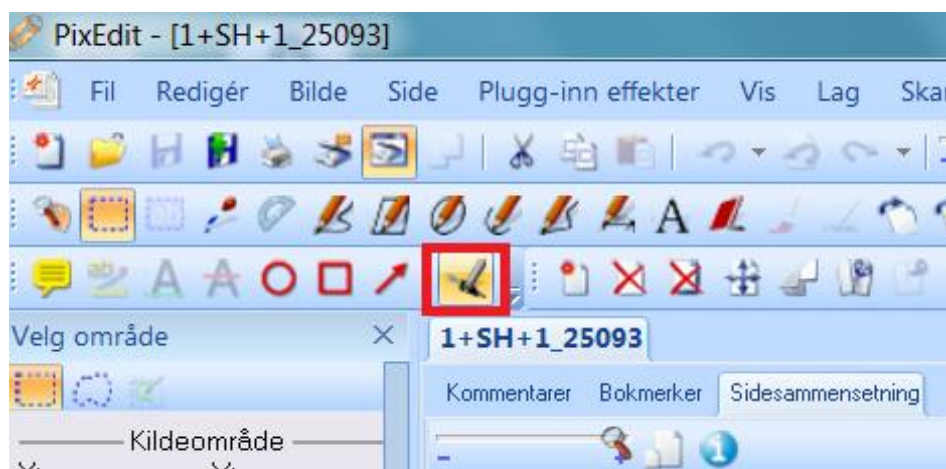 PixEdit - [1+SH+1_25093]
Fil Redigér Bilde Side Plugg-inn effekter Vis Lag
A
A A
Velg område
1+SH+1_25093
Kommentarer Bokmerker Sidesammensetning
Kildeområde